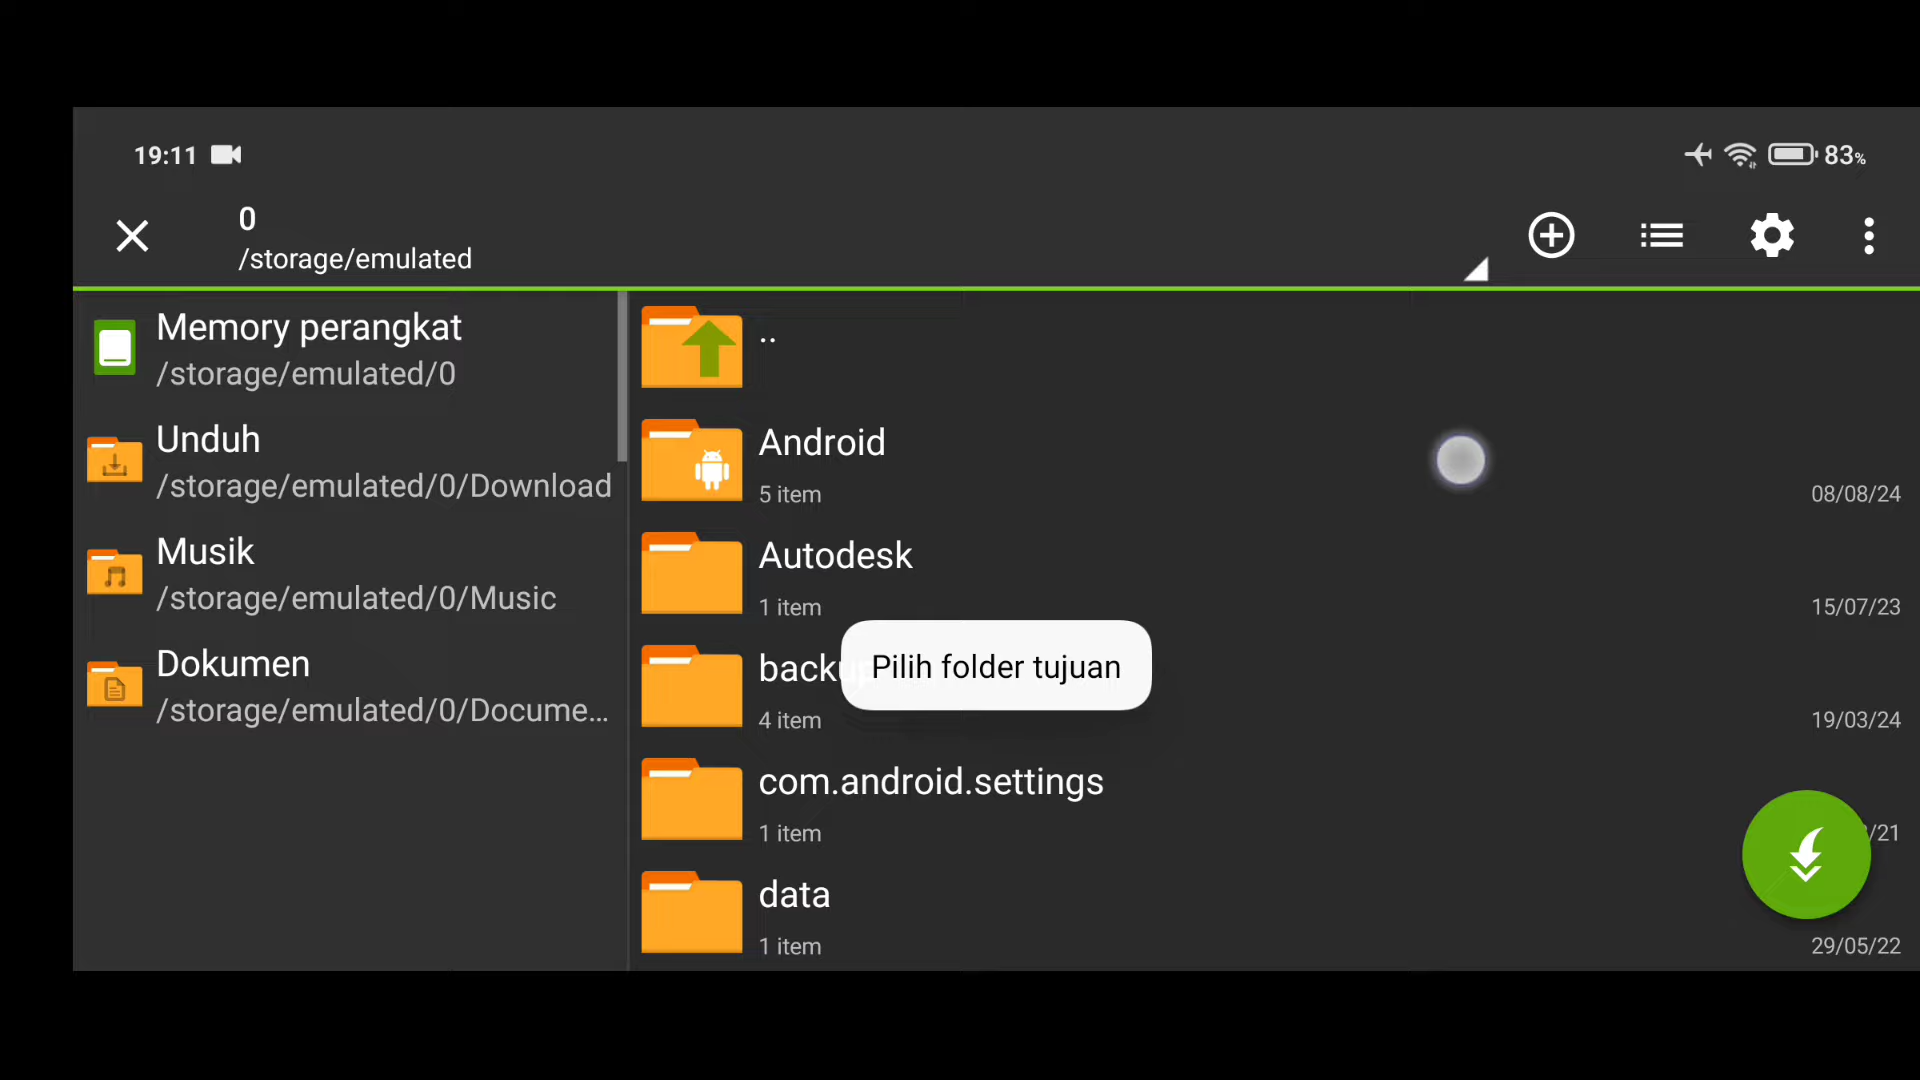 19:11
83%
0
/storage/emulated
Memory perangkat
/storage/emulated/0
Unduh
/storage/emulated/0/Download
Musik
/storage/emulated/0/Music
Dokumen
/storage/emulated/0/Docume...
..
Android
5 item
08/08/24
Autodesk
1 item
15/07/23
Pilih folder tujuan
4 item
19/03/24
com.android.settings
1 item
/21
data
1 item
29/05/22